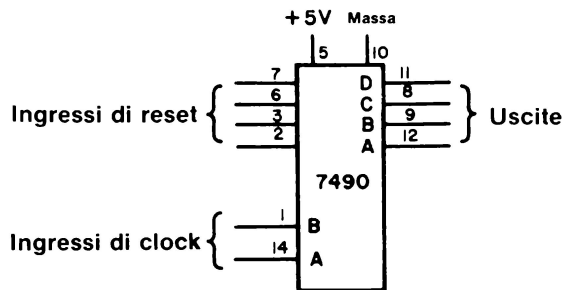 +5V Massa
5 10
7 D 11
6 C 8
Ingressi di reset 3 B 9 Uscite
2 A 12
7490
1 B
Ingressi di clock
14 A